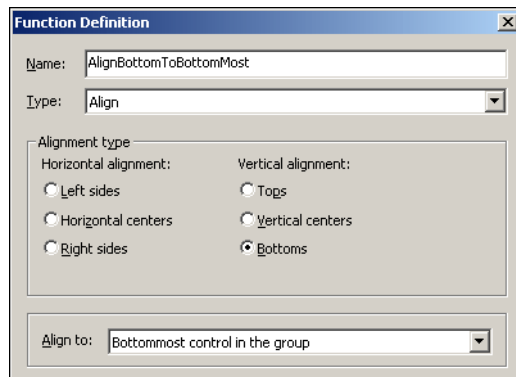 Function Definition
Name: AlignBottomToBottomMost
Type: Align
Alignment type
Horizontal alignment: Vertical alignment:
Left sides Tops
Horizontal centers Vertical centers
Right sides Bottoms
Align to: Bottommost control in the group